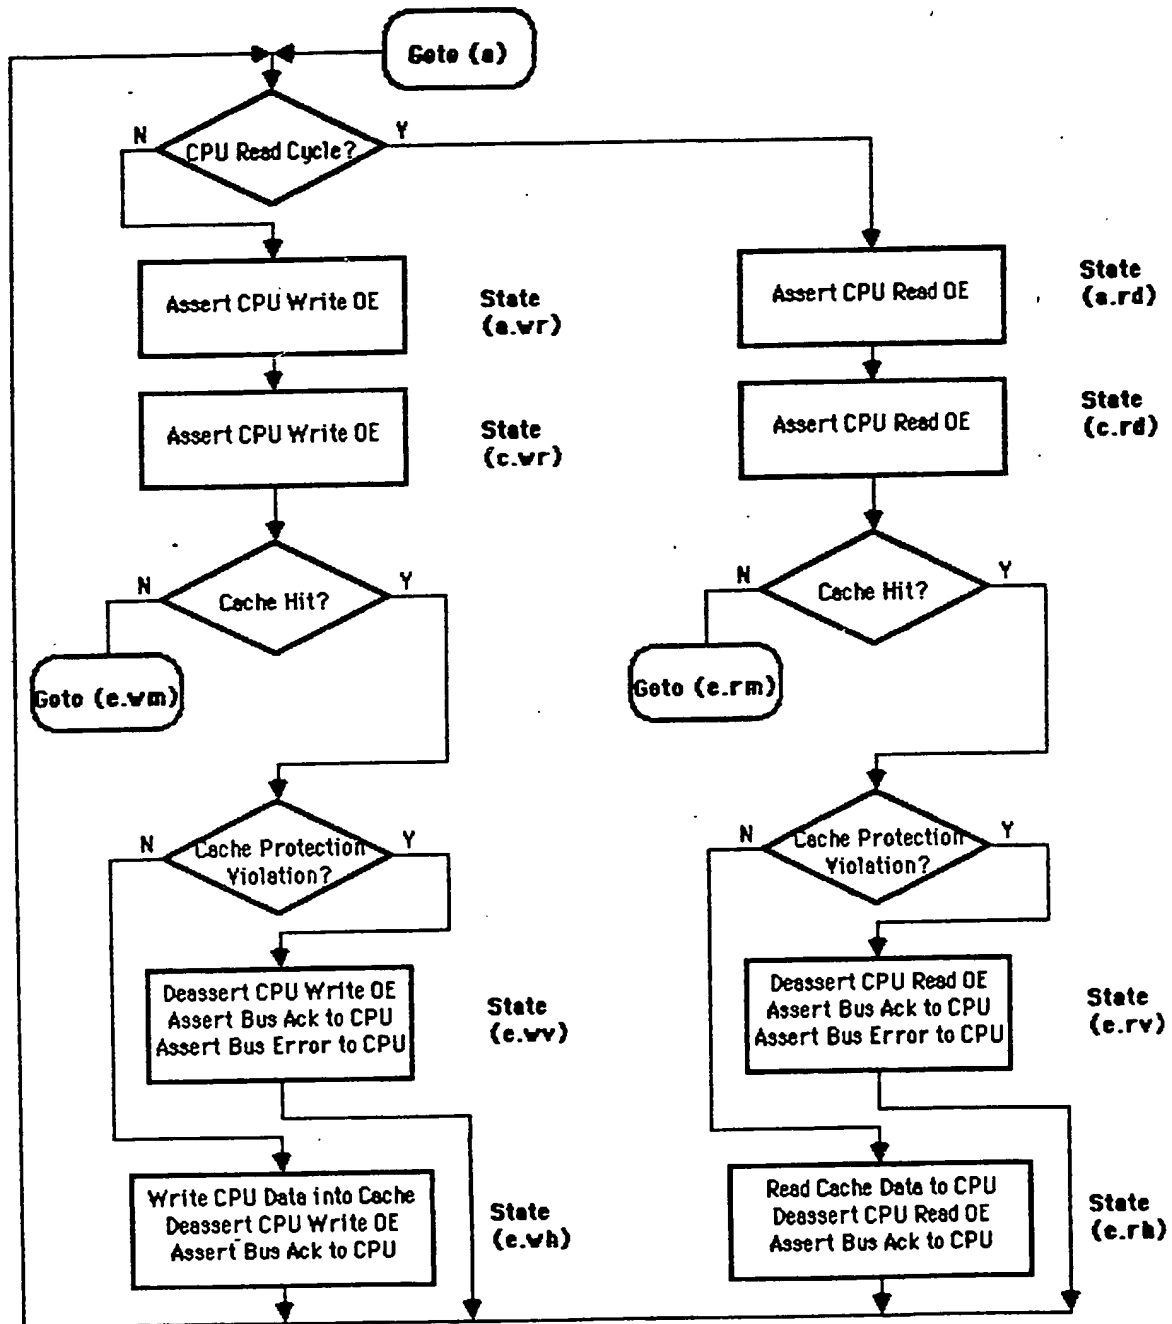 Goto (a)
N
CPU Read Cycle?
Y
Assert CPU Write OE
State
(a.wr)
Assert CPU Read OE
State
(a.rd)
Assert CPU Write OE
State
(c.wr)
Assert CPU Read OE
State
(c.rd)
N
Cache Hit?
Y
N
Cache Hit?
Y
Goto (e.wm)
Goto (e.rm)
N
Cache Protection
Violation?
Y
N
Cache Protection
Violation?
Y
Deassert CPU Write OE
Assert Bus Ack to CPU
Assert Bus Error to CPU
State
(e.wv)
Deassert CPU Read OE
Assert Bus Ack to CPU
Assert Bus Error to CPU
State
(e.rv)
Write CPU Data into Cache
Deassert CPU Write OE
Assert Bus Ack to CPU
State
(e.wh)
Read Cache Data to CPU
Deassert CPU Read OE
Assert Bus Ack to CPU
State
(e.rh)